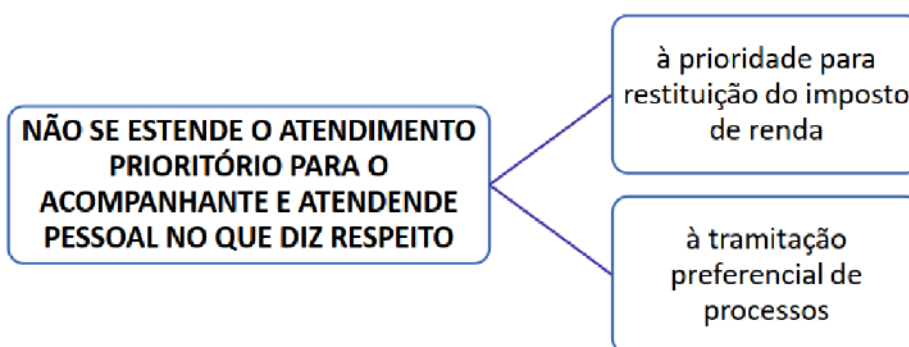 NÃO SE ESTENDE O ATENDIMENTO
PRIORITÓRIO PARA O
ACOMPANHANTE E ATENDENDE
PESSOAL NO QUE DIZ RESPEITO
à prioridade para
restituição do imposto
de renda
à tramitação
preferencial de
processos